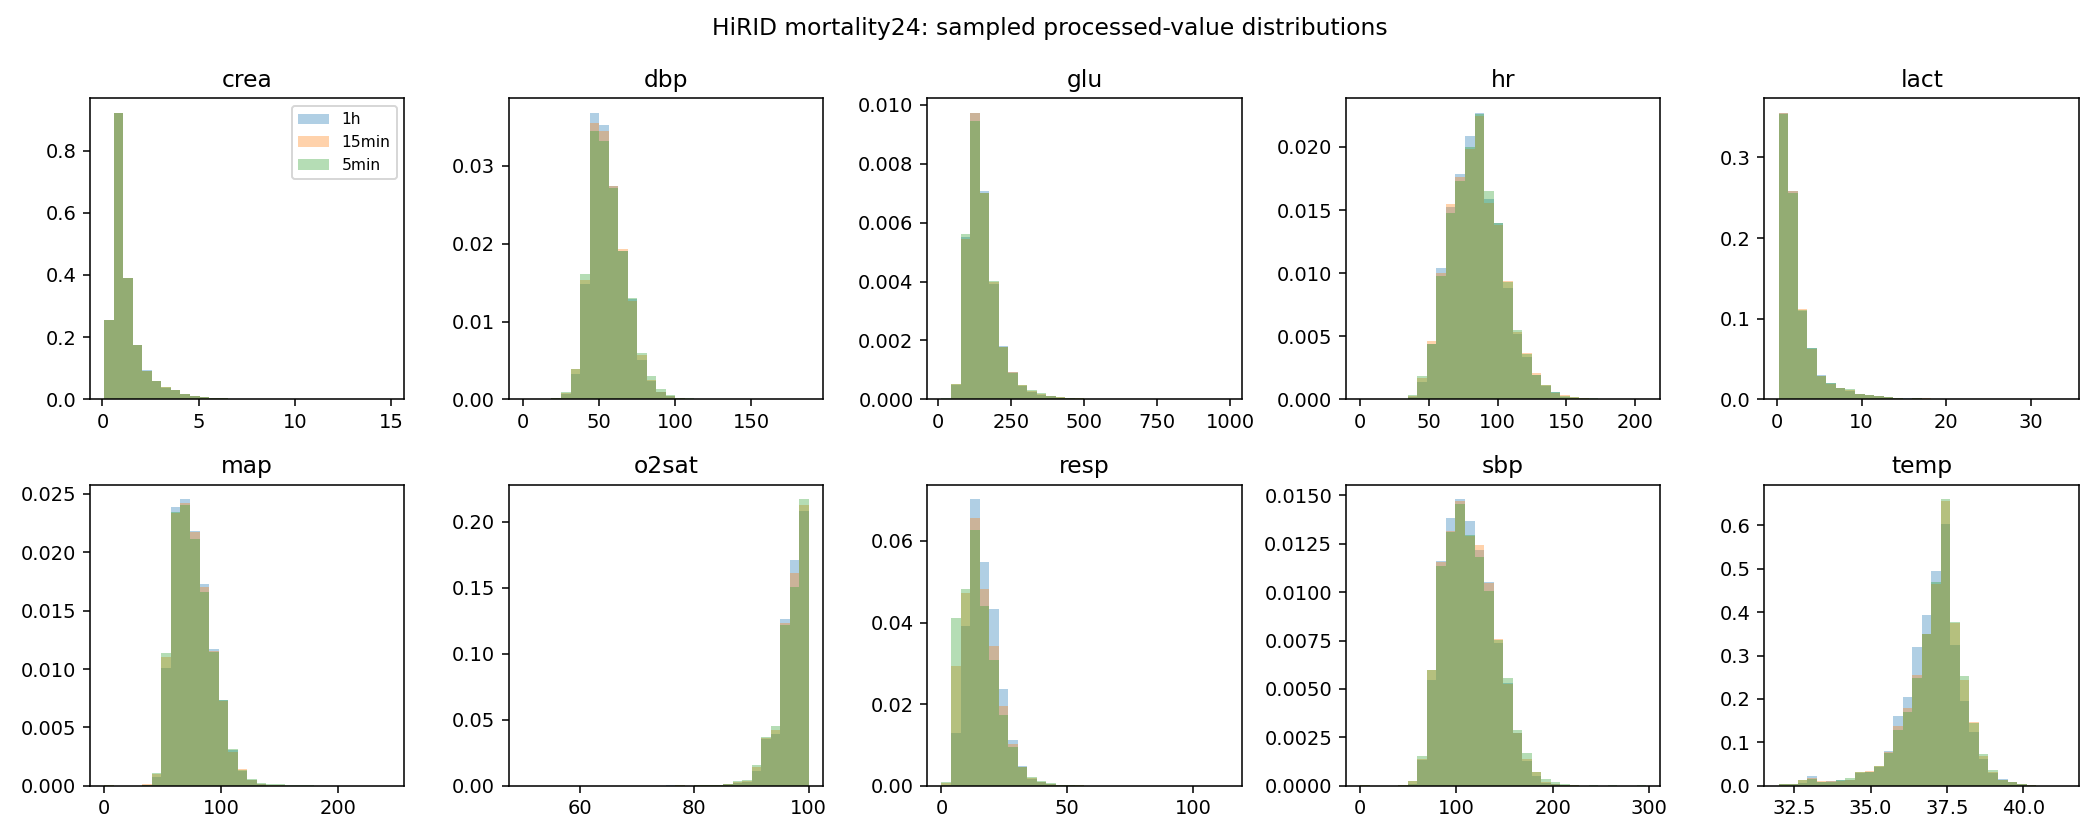 HiRID mortality24: sampled processed-value distributions
crea
dbp
glu
hr
lact
1h
15min
5min
0.8
0.6
0.4
0.2
0.0
0 5 10 15
0.03
0.02
0.01
0.00
0 50 100 150
0.010
0.008
0.006
0.004
0.002
0.000
0 250 500 750 1000
0.020
0.015
0.010
0.005
0.000
0 50 100 150 200
0.3
0.2
0.1
0.0
0 10 20 30
map
o2sat
resp
sbp
temp
0.025
0.020
0.015
0.010
0.005
0.000
0 100 200
0.20
0.15
0.10
0.05
0.00
60 80 100
0.06
0.04
0.02
0.00
0 50 100
0.0150
0.0125
0.0100
0.0075
0.0050
0.0025
0.0000
0 100 200 300
0.6
0.5
0.4
0.3
0.2
0.1
0.0
32.5 35.0 37.5 40.0